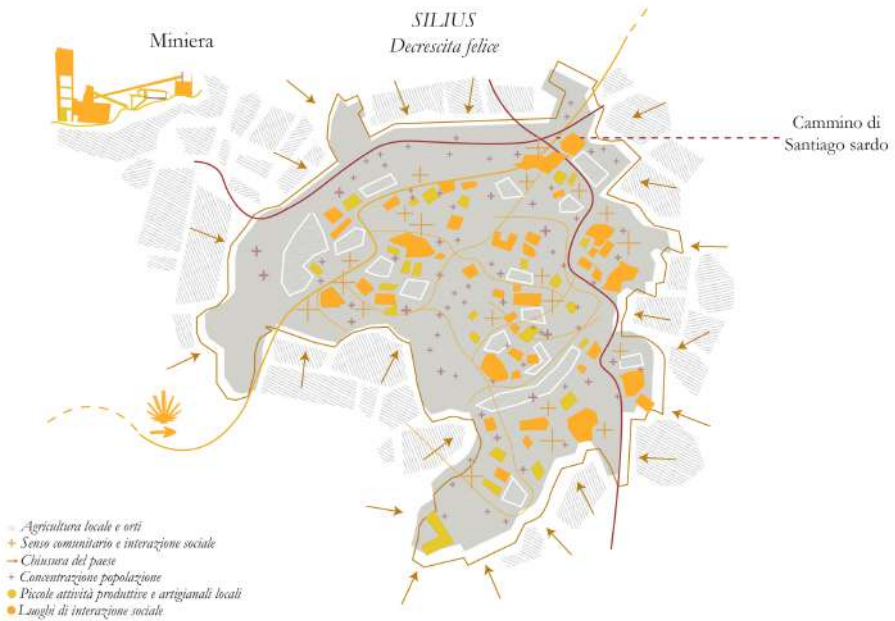 Miniera
SILIUS
Decrescita felice
Cammino di
Santiago sardo
Agricultura locale e orti
Senso comunitario e interazione sociale
Chiusura del paese
Concentrazione popolazione
Piccole attività produttive e artigianali locali
Luoghi di interazione sociale